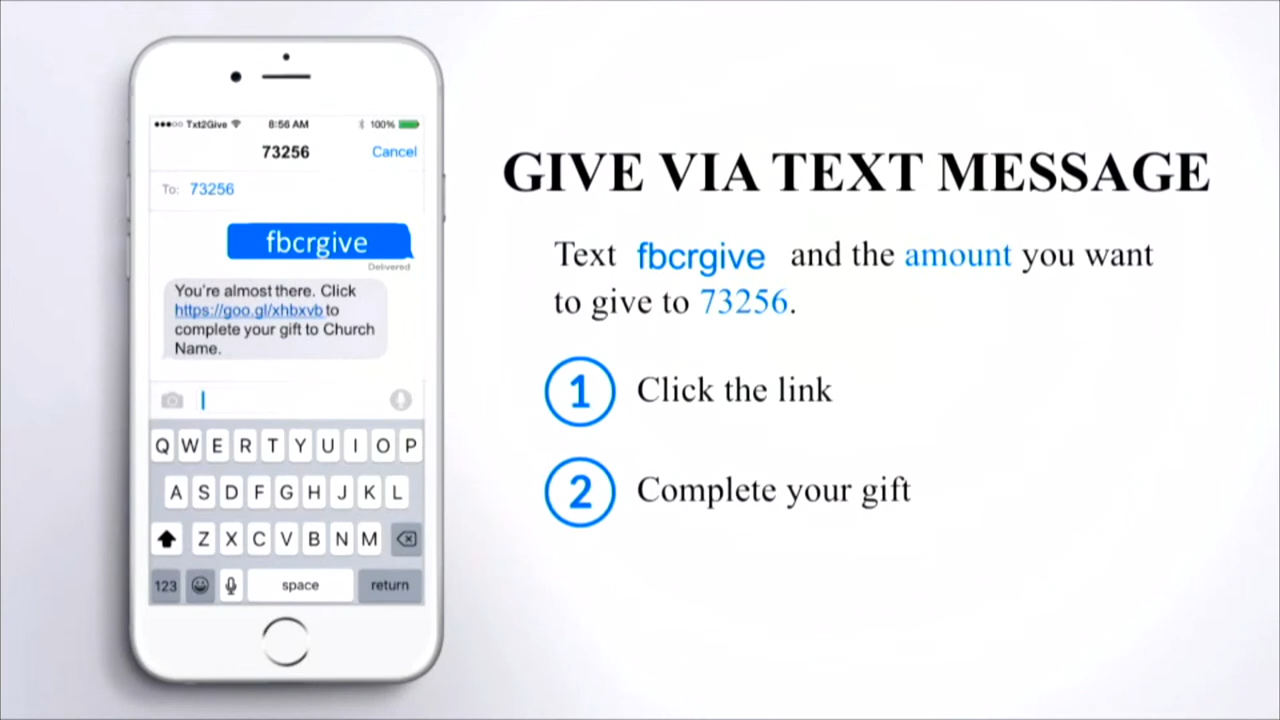 Txt2Give 8:56 AM 100%
73256 Cancel
To: 73256
fbcrgive
Delivered
You're almost there. Click
https://goo.gl/xhbxvb to
complete your gift to Church
Name.
Q W E R T Y U I O P
A S D F G H J K L
Z X C V B N M
123 space return
GIVE VIA TEXT MESSAGE
Text fbcrgive and the amount you want
to give to 73256.
1 Click the link
2 Complete your gift